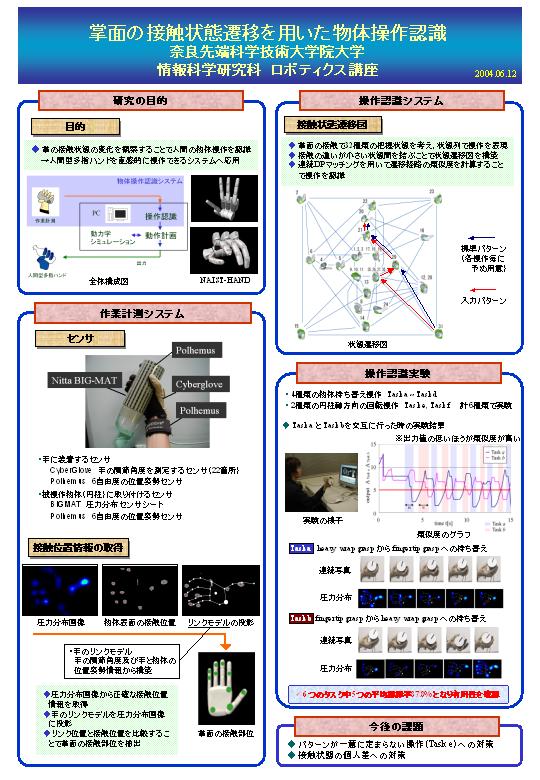 掌面の接触状態遷移を用いた物体操作認識
奈良先端科学技術大学院大学
情報科学研究科 ロボティクス講座
2004.06.12
研究の目的
目的
◆ 掌の接触状態の変化を観察することで人間の物体操作を認識
→人間型多指ハンドを直感的に操作できるシステムへ応用
物体操作認識システム
作業計測
PC
操作認識
動力学
シミュレーション
動作計画
出力
人間型多指ハンド
全体構成図
NAIST-HAND
作業計測システム
センサ
Polhemus
Nitta BIG-MAT
Cyberglove
Polhemus
・手に装着するセンサ
CyberGlove 手の関節角度を測定するセンサ(22箇所)
Polhemus 6自由度の位置姿勢センサ
・被操作物体(円柱)に取り付けるセンサ
BIGMAT 圧力分布センサシート
Polhemus 6自由度の位置姿勢センサ
接触位置情報の取得
圧力分布画像
物体表面の接触位置
リンクモデルの投影
・手のリンクモデル
手の関節角度及び手と物体の
位置姿勢情報から構築
◆圧力分布画像から正確な接触位置
情報を取得
◆手のリンクモデルを圧力分布画像
に投影
◆リンク位置と接触位置を比較するこ
とで掌面の接触部位を抽出
掌面の接触部位
操作認識システム
接触状態遷移図
◆ 掌面の接触で32種類の把握状態を考え，状態列で操作を表現
◆ 接触の違いが小さい状態間を結ぶことで状態遷移図を構築
◆ 連続DPマッチングを用いて遷移経路の類似度を計算すること
で操作を認識
標準パターン
(各操作毎に
予め用意)
入力パターン
状態遷移図
操作認識実験
・4種類の物体持ち替え操作 Task a ~ Task d
・2種類の円柱軸方向の回転操作 Task e, Task f 計6種類で実験
◆ Task a と Task b を交互に行った時の実験結果
※出力値の低いほうが類似度が高い
実験の様子
Task a
Task b
time t[s]
類似度のグラフ
Task a heavy wrap grasp から fingertip grasp への持ち替え
連続写真
圧力分布
Task b fingertip grasp から heavy wrap grasp への持ち替え
連続写真
圧力分布
今後の課題
◆ パターンが一意に定まらない操作(Task e)への対策
◆ 接触状態の個人差への対策